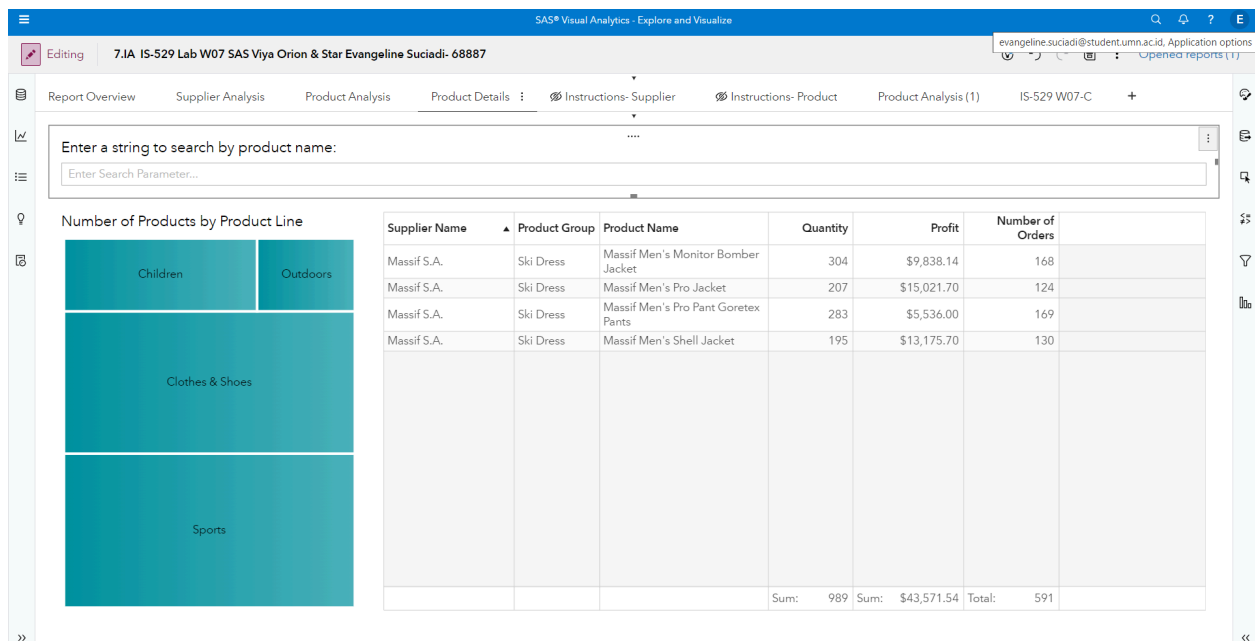 SAS® Visual Analytics - Explore and Visualize
? E
evangeline.suciadi@student.umn.ac.id, Application options
Editing 7.IA IS-529 Lab W07 SAS Viya Orion & Star Evangeline Suciadi- 68887
Opened reports (1)
Report Overview Supplier Analysis Product Analysis Product Details Instructions- Supplier Instructions- Product Product Analysis (1) IS-529 W07-C +
Enter a string to search by product name:
Enter Search Parameter...
Number of Products by Product Line
Children Outdoors
Clothes & Shoes
Sports
Supplier Name Product Group Product Name Quantity Profit Number of
Orders
Massif S.A. Ski Dress Massif Men's Monitor Bomber
Jacket 304 $9,838.14 168
Massif S.A. Ski Dress Massif Men's Pro Jacket 207 $15,021.70 124
Massif S.A. Ski Dress Massif Men's Pro Pant Goretex
Pants 283 $5,536.00 169
Massif S.A. Ski Dress Massif Men's Shell Jacket 195 $13,175.70 130
Sum: 989 Sum: $43,571.54 Total: 591